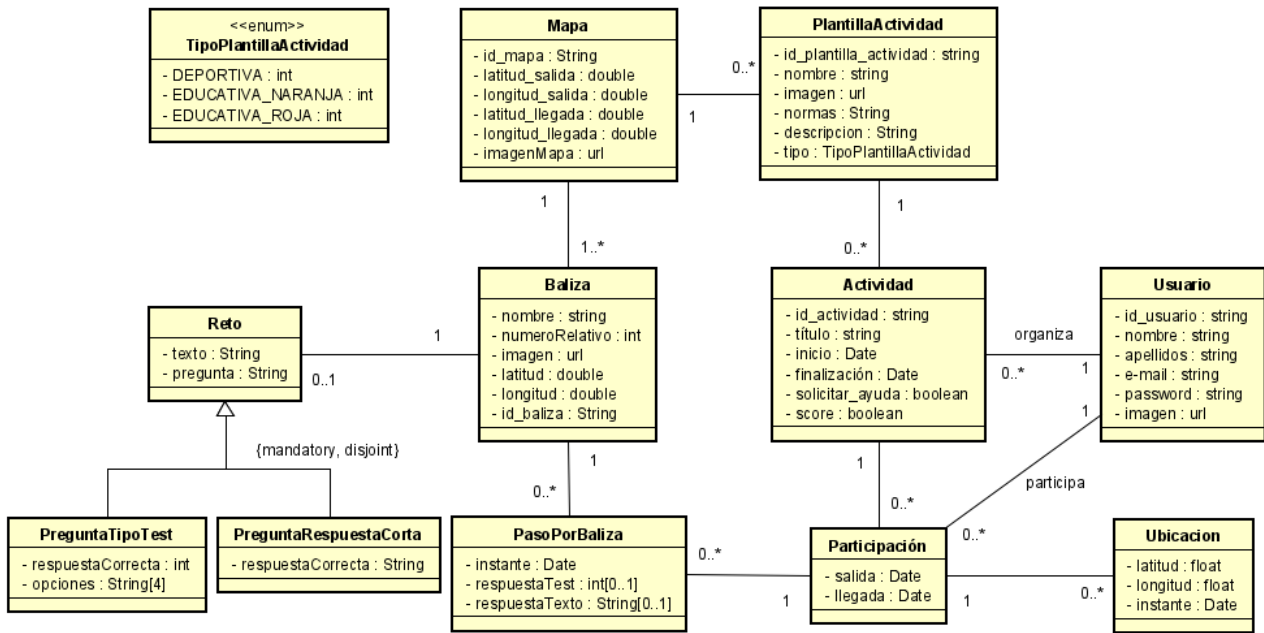 <<enum>>
TipoPlantillaActividad
- DEPORTIVA : int
- EDUCATIVA_NARANJA : int
- EDUCATIVA_ROJA : int
Mapa
- id_mapa : String
- latitud_salida : double
- longitud_salida : double
- latitud_llegada : double
- longitud_llegada : double
- imagenMapa : url
0..*
1
PlantillaActividad
- id_plantilla_actividad : string
- nombre : string
- imagen : url
- normas : String
- descripcion : String
- tipo : TipoPlantillaActividad
1
1..*
1
0..*
Reto
- texto : String
- pregunta : String
1
0..1
Baliza
- nombre : string
- numeroRelativo : int
- imagen : url
- latitud : double
- longitud : double
- id_baliza : String
Actividad
- id_actividad : string
- título : string
- inicio : Date
- finalización : Date
- solicitar_ayuda : boolean
- score : boolean
organiza
0..*
1
Usuario
- id_usuario : string
- nombre : string
- apellidos : string
- e-mail : string
- password : string
- imagen : url
{mandatory, disjoint}
1
0..*
1
0..*
1
participa
0..*
PreguntaTipoTest
- respuestaCorrecta : int
- opciones : String[4]
PreguntaRespuestaCorta
- respuestaCorrecta : String
PasoPorBaliza
- instante : Date
- respuestaTest : int[0..1]
- respuestaTexto : String[0..1]
0..*
1
Participación
- salida : Date
- llegada : Date
1
0..*
Ubicacion
- latitud : float
- longitud : float
- instante : Date